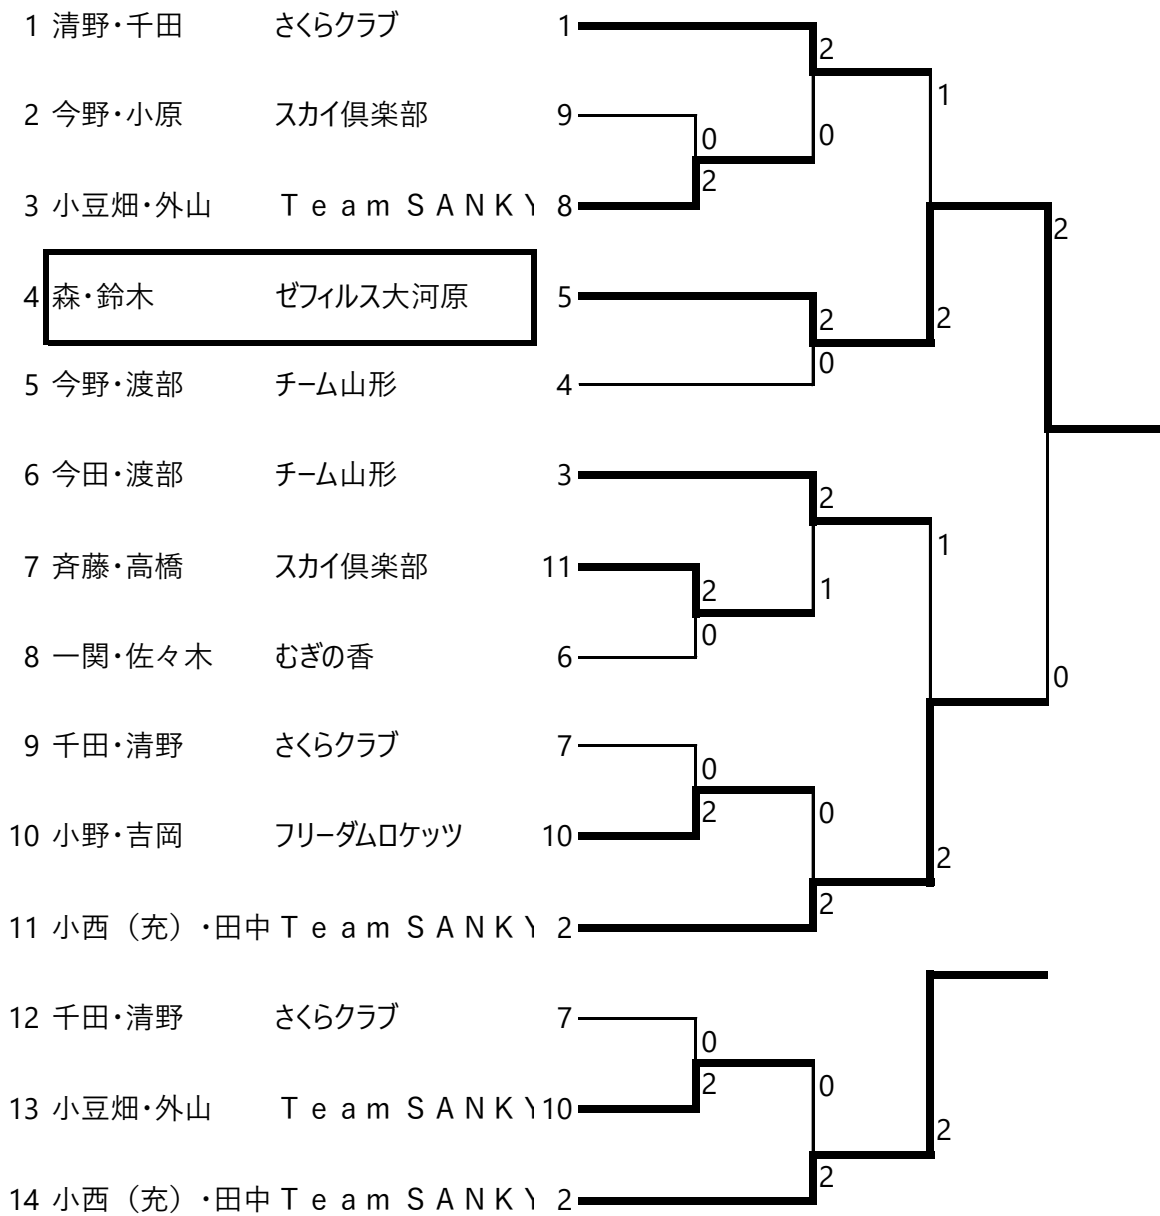 1 清野・千田 さくらクラブ 1
2
1
2 今野・小原 スカイ倶楽部 9
0
0
2
3 小豆畑・外山 Ｔｅａｍ ＳＡＮＫＹ 8
2
4 森・鈴木 ゼフィルス大河原 5
2
2
0
5 今野・渡部 チーム山形 4
6 今田・渡部 チーム山形 3
2
1
7 斉藤・高橋 スカイ倶楽部 11
2
1
0
8 一関・佐々木 むぎの香 6
0
9 千田・清野 さくらクラブ 7
0
2
0
10 小野・吉岡 フリーダムロケッツ 10
2
2
11 小西（充）・田中 Ｔｅａｍ ＳＡＮＫＹ 2
12 千田・清野 さくらクラブ 7
0
2
0
13 小豆畑・外山 Ｔｅａｍ ＳＡＮＫＹ 10
2
2
14 小西（充）・田中 Ｔｅａｍ ＳＡＮＫＹ 2